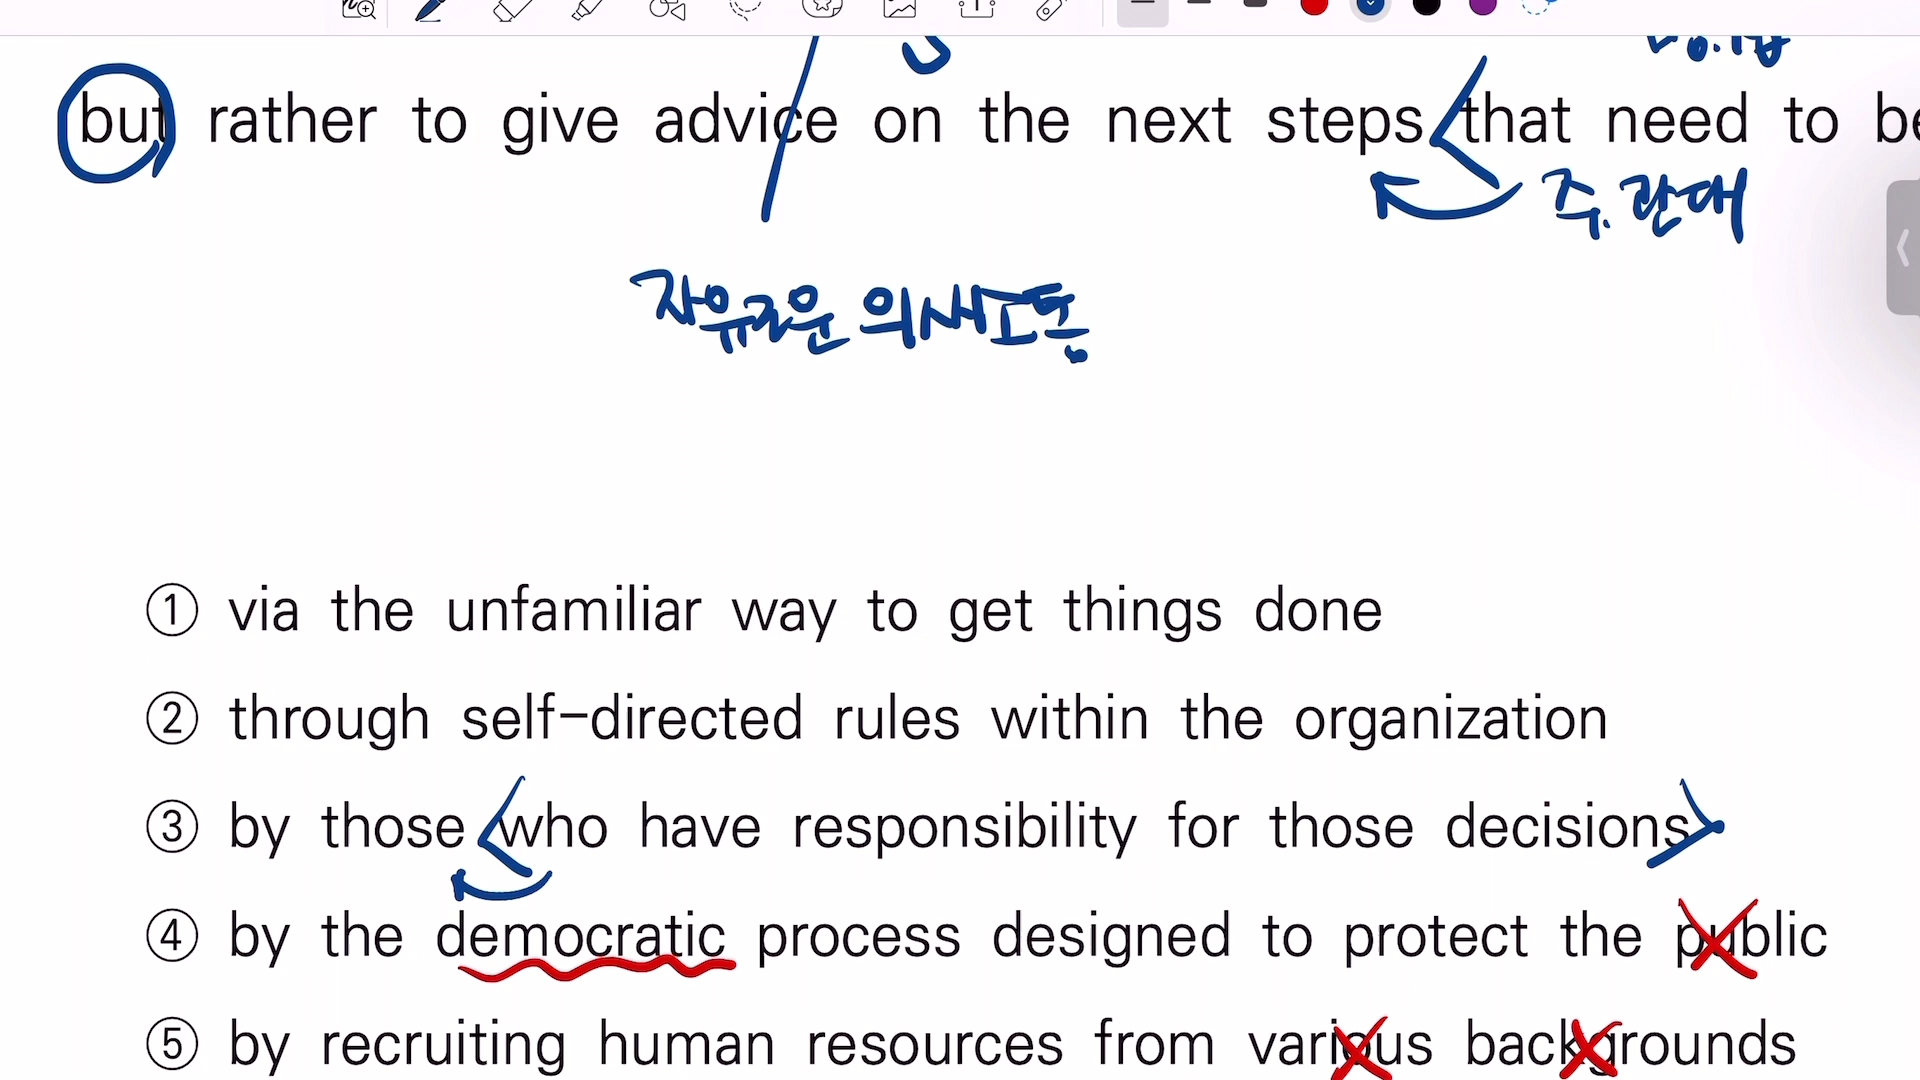 but rather to give advice on the next steps that need to be
주. 관대
자유로운 의사소통
① via the unfamiliar way to get things done
② through self-directed rules within the organization
③ by those who have responsibility for those decisions
④ by the democratic process designed to protect the public
⑤ by recruiting human resources from various backgrounds